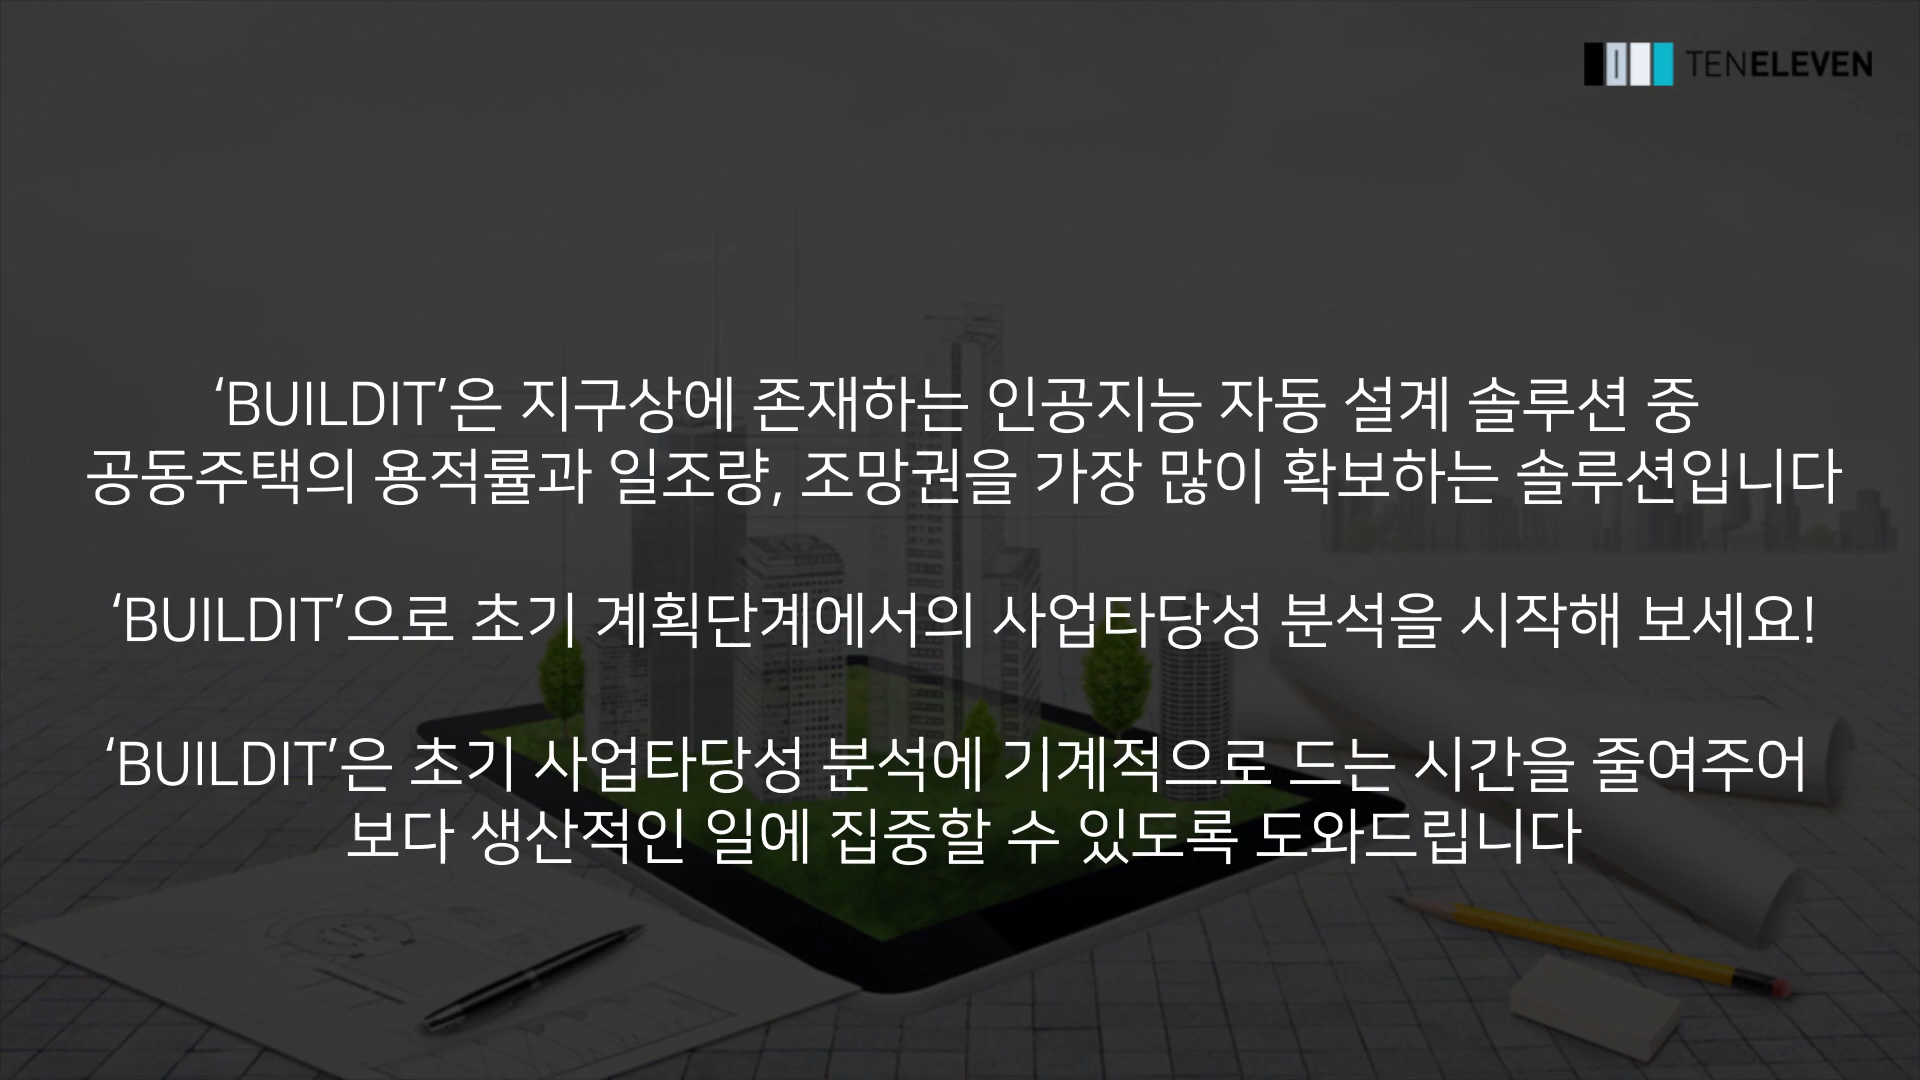 TENELEVEN
‘BUILDIT’은 지구상에 존재하는 인공지능 자동 설계 솔루션 중
공동주택의 용적률과 일조량, 조망권을 가장 많이 확보하는 솔루션입니다
‘BUILDIT’으로 초기 계획단계에서의 사업타당성 분석을 시작해 보세요!
‘BUILDIT’은 초기 사업타당성 분석에 기계적으로 드는 시간을 줄여주어
보다 생산적인 일에 집중할 수 있도록 도와드립니다